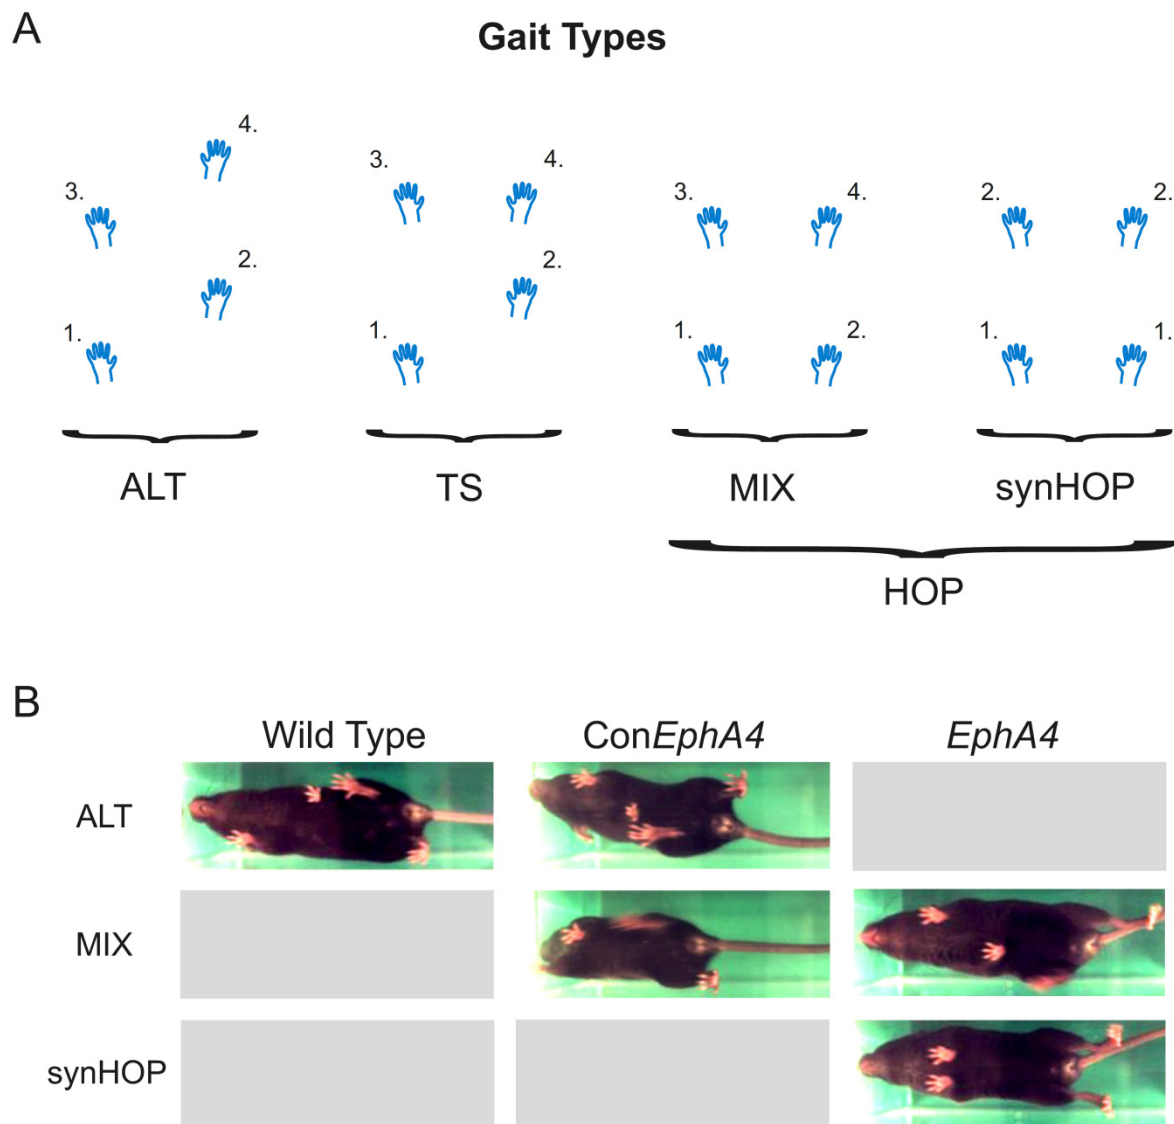 A
Gait Types
4.
3.
3.
4.
3.
4.
2.
2.
2.
2.
1.
1.
1.
2.
1.
1.
ALT
TS
MIX
synHOP
HOP
B
Wild Type
ConEphA4
EphA4
ALT
MIX
synHOP